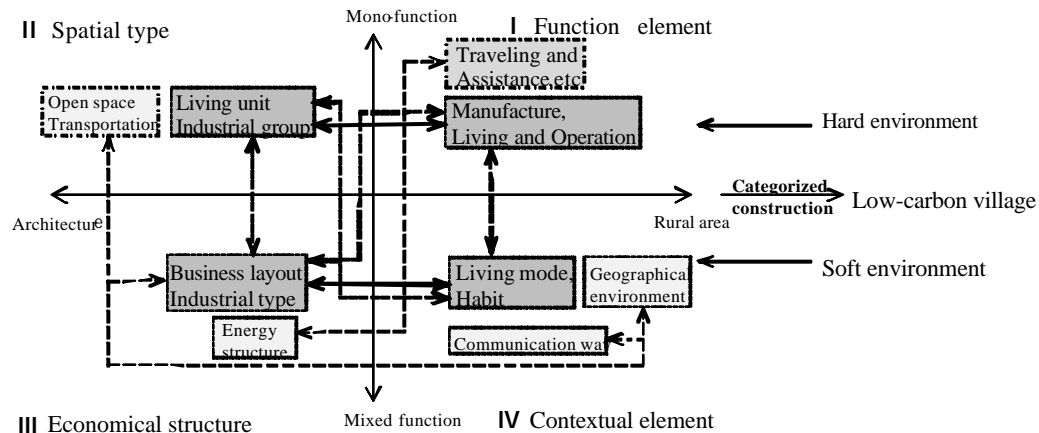 Mono-function
II Spatial type
I Function element
Traveling and
Assistance,etc
Open space
Transportation
Living unit
Industrial group
Manufacture,
Living and Operation
Hard environment
Categorized
construction
Low-carbon village
Architecture
Rural area
Business layout
Industrial type
Living mode,
Habit
Geographical
environment
Soft environment
Energy
structure
Communication wa
III Economical structure
Mixed function
IV Contextual element